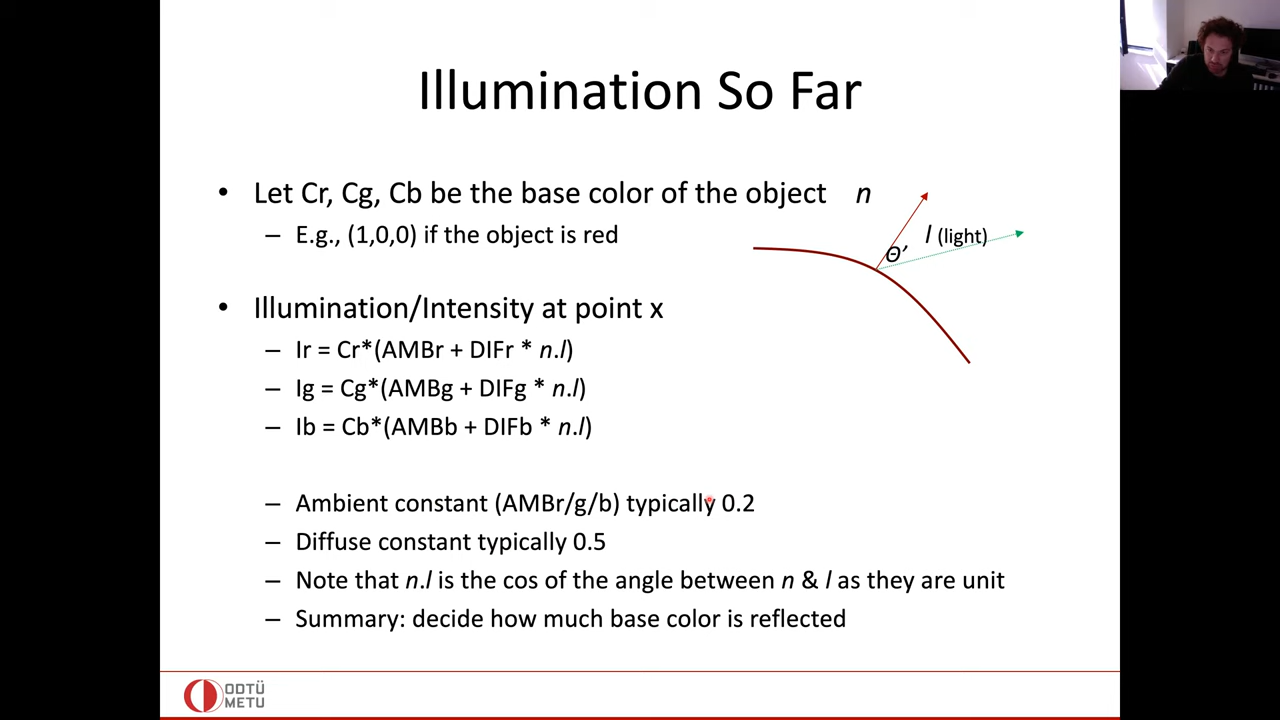 Illumination So Far
• Let Cr, Cg, Cb be the base color of the object
n
– E.g., (1,0,0) if the object is red
l (light)
Θ’
• Illumination/Intensity at point x
– Ir = Cr*(AMBr + DIFr * n.l)
– Ig = Cg*(AMBg + DIFg * n.l)
– Ib = Cb*(AMBb + DIFb * n.l)
– Ambient constant (AMBr/g/b) typically 0.2
– Diffuse constant typically 0.5
– Note that n.l is the cos of the angle between n & l as they are unit
– Summary: decide how much base color is reflected
ODTÜ
METU